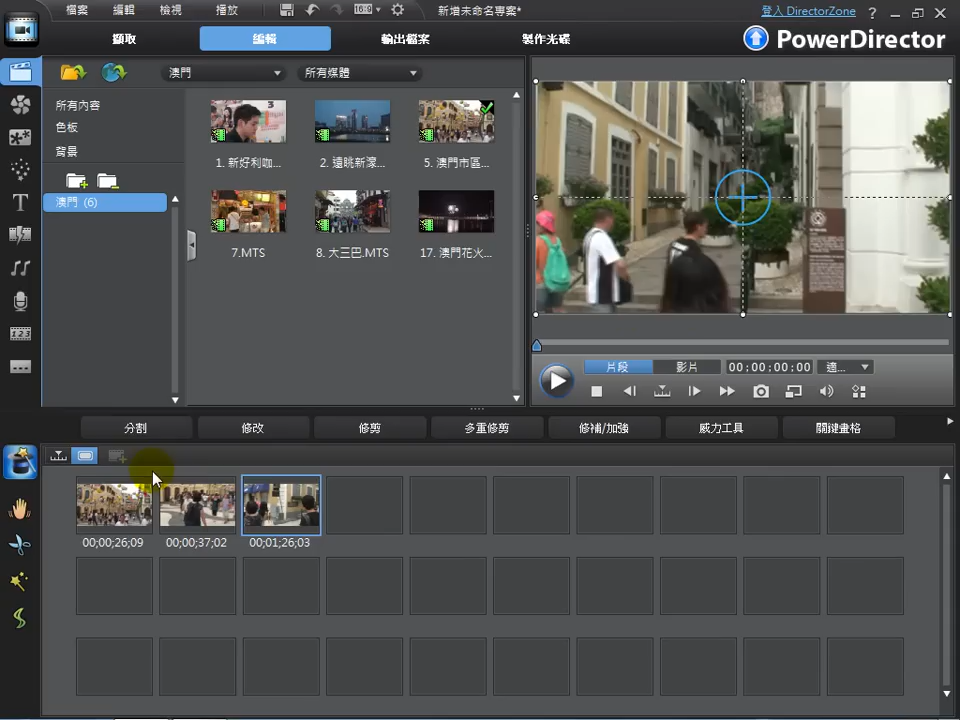 檔案 編輯 檢視 播放 16:9 新增未命名專案* 登入 DirectorZone ?
擷取 編輯 輸出檔案 製作光碟 PowerDirector
澳門 所有媒體
所有內容
色板
背景
澳門 (6)
1. 新好利咖... 2. 遠眺新濠... 5. 澳門市區...
7.MTS 8. 大三巴.MTS 17. 澳門花火...
片段 影片 00:00:00:00 適...
分割 修改 修剪 多重修剪 修補/加強 威力工具 關鍵畫格
00;00;26;09 00;00;37;02 00;01;26;03